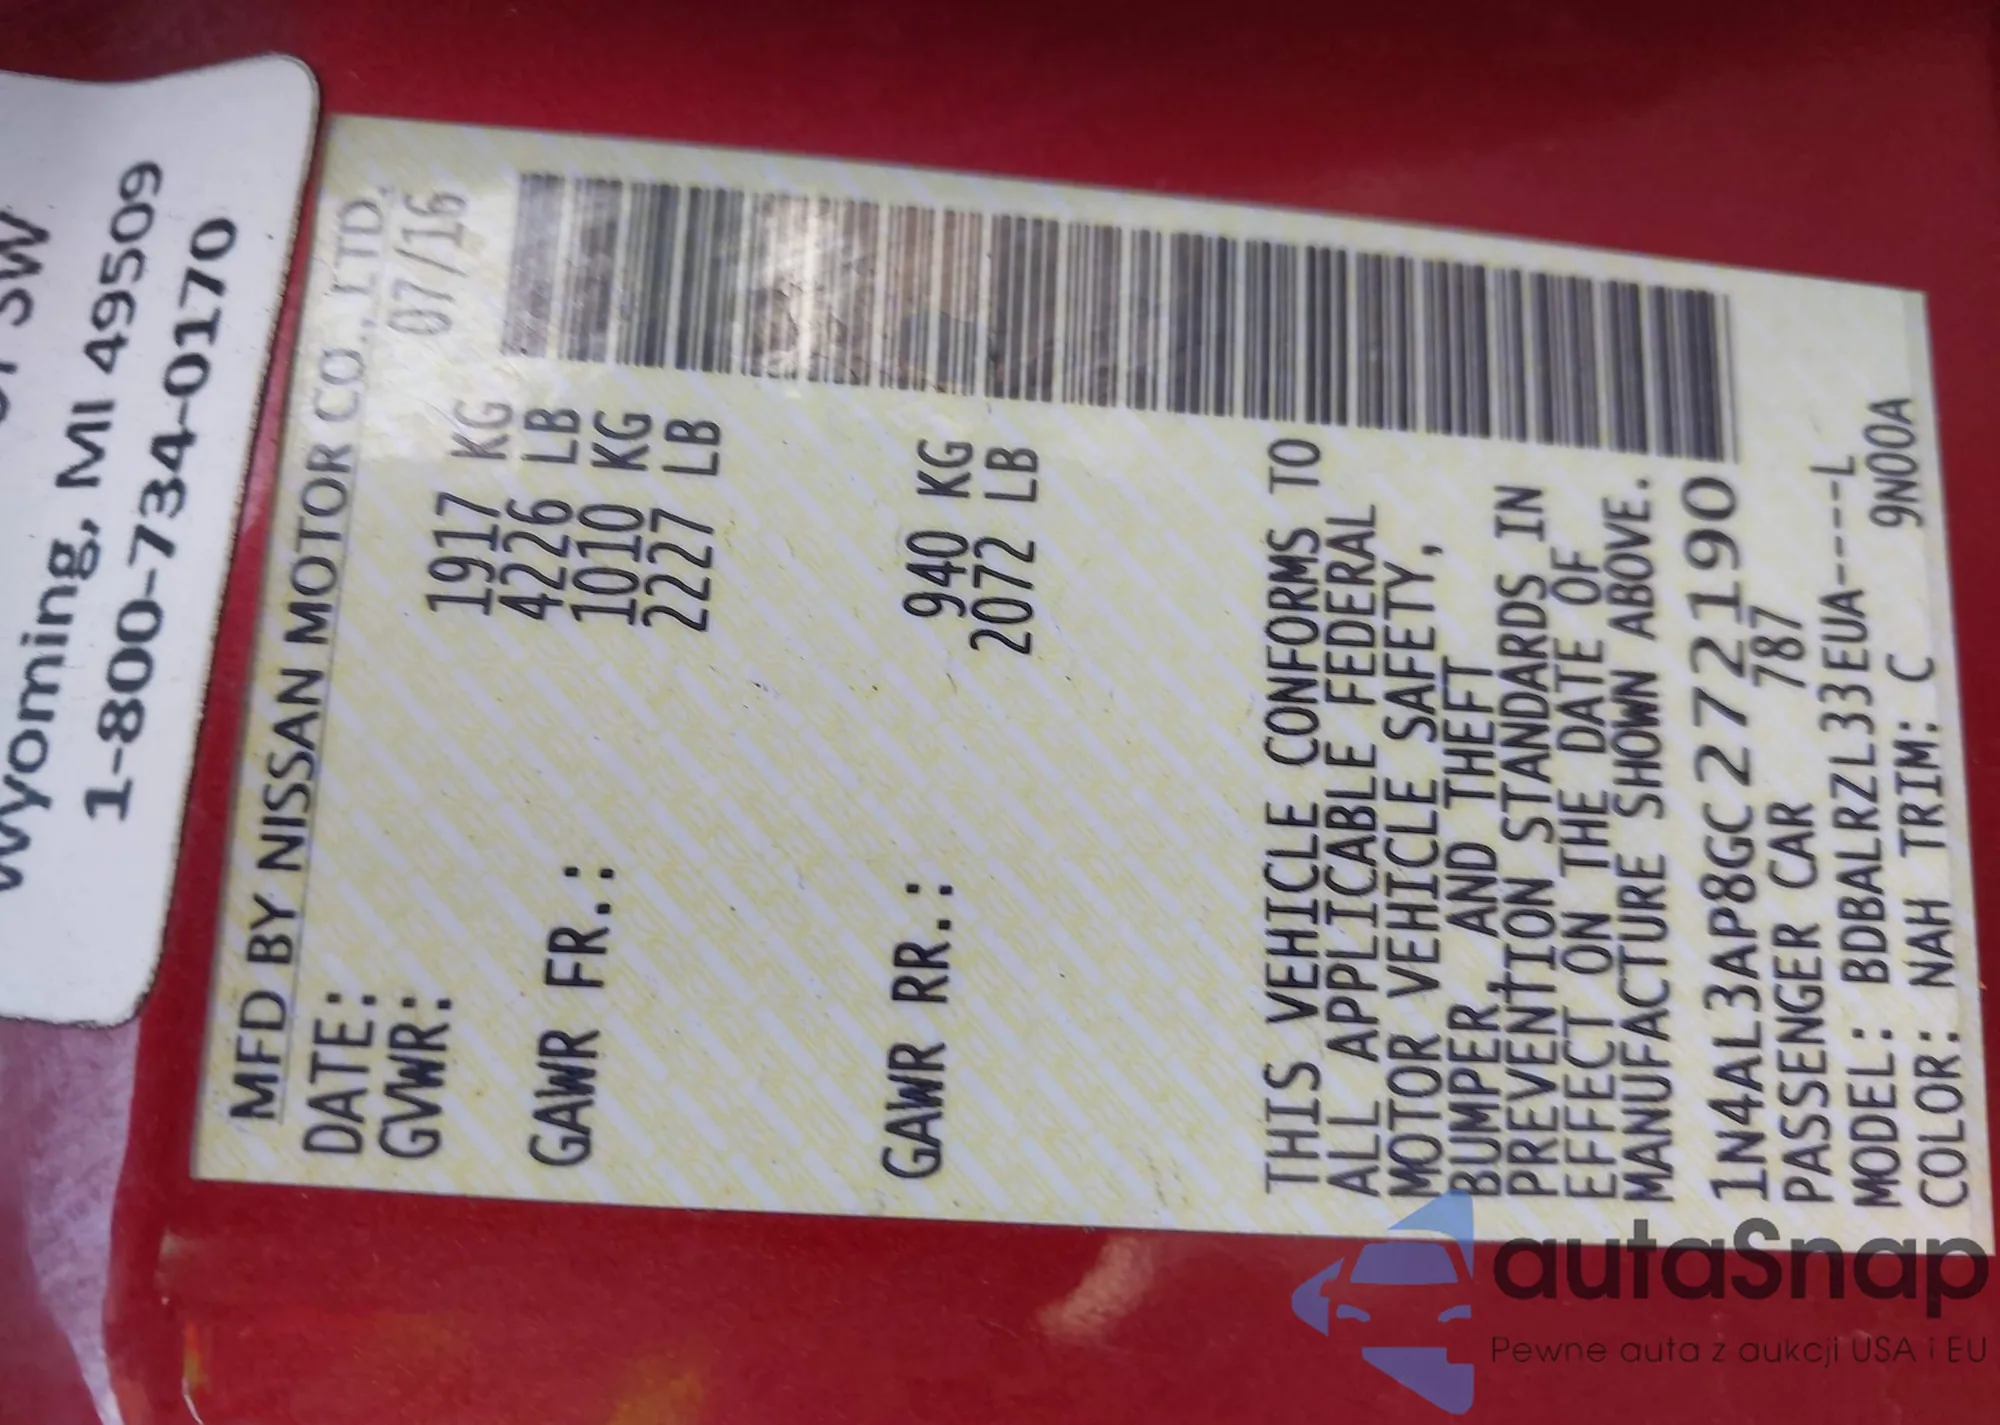 SW
Wyoming, MI 49509
1-800-734-0170
MFD BY NISSAN MOTOR CO.,LTD.
DATE: 07/16
GVWR: 1917 KG
4226 LB
GAWR FR.: 1010 KG
2227 LB
GAWR RR.: 940 KG
2072 LB
THIS VEHICLE CONFORMS TO
ALL APPLICABLE FEDERAL
MOTOR VEHICLE SAFETY,
BUMPER AND THEFT
PREVENTION STANDARDS IN
EFFECT ON THE DATE OF
MANUFACTURE SHOWN ABOVE.
1N4AL3AP8GC272190
PASSENGER CAR 787
MODEL: BDBALRZL33EUA----L
COLOR: NAH TRIM: C 9N00A
autaSnap
Pewne auta z aukcji USA i EU